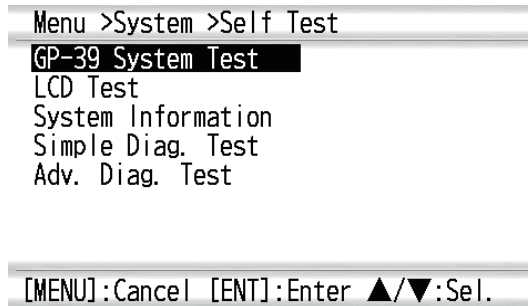 Menu >System >Self Test
GP-39 System Test
LCD Test
System Information
Simple Diag. Test
Adv. Diag. Test
[MENU]:Cancel [ENT]:Enter ▲/▼:Sel.